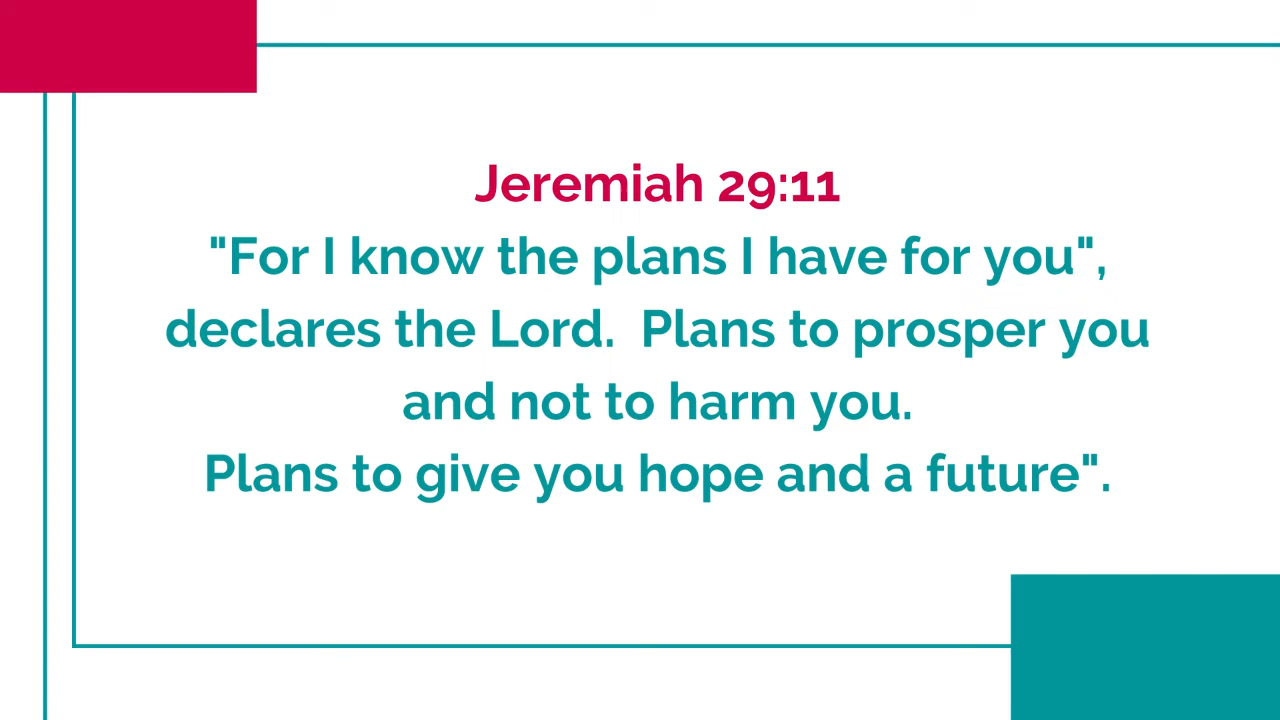 Jeremiah 29:11
"For I know the plans I have for you",
declares the Lord.  Plans to prosper you
and not to harm you.
Plans to give you hope and a future".